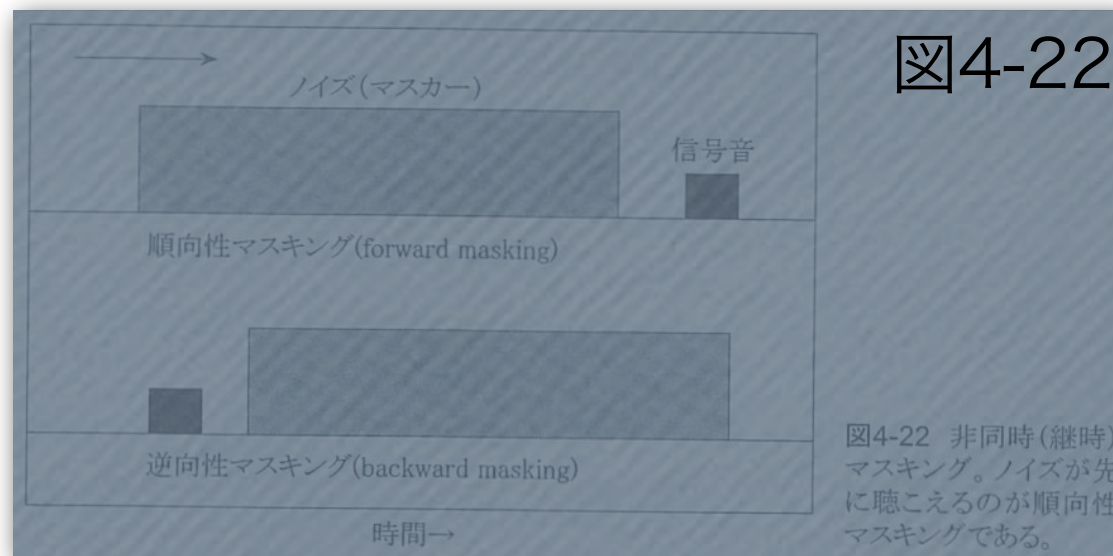 図4-22
ノイズ(マスカー)
信号音
順向性マスキング(forward masking)
逆向性マスキング(backward masking)
時間→
図4-22 非同時(継時)
マスキング。ノイズが先
に聴こえるのが順向性
マスキングである。